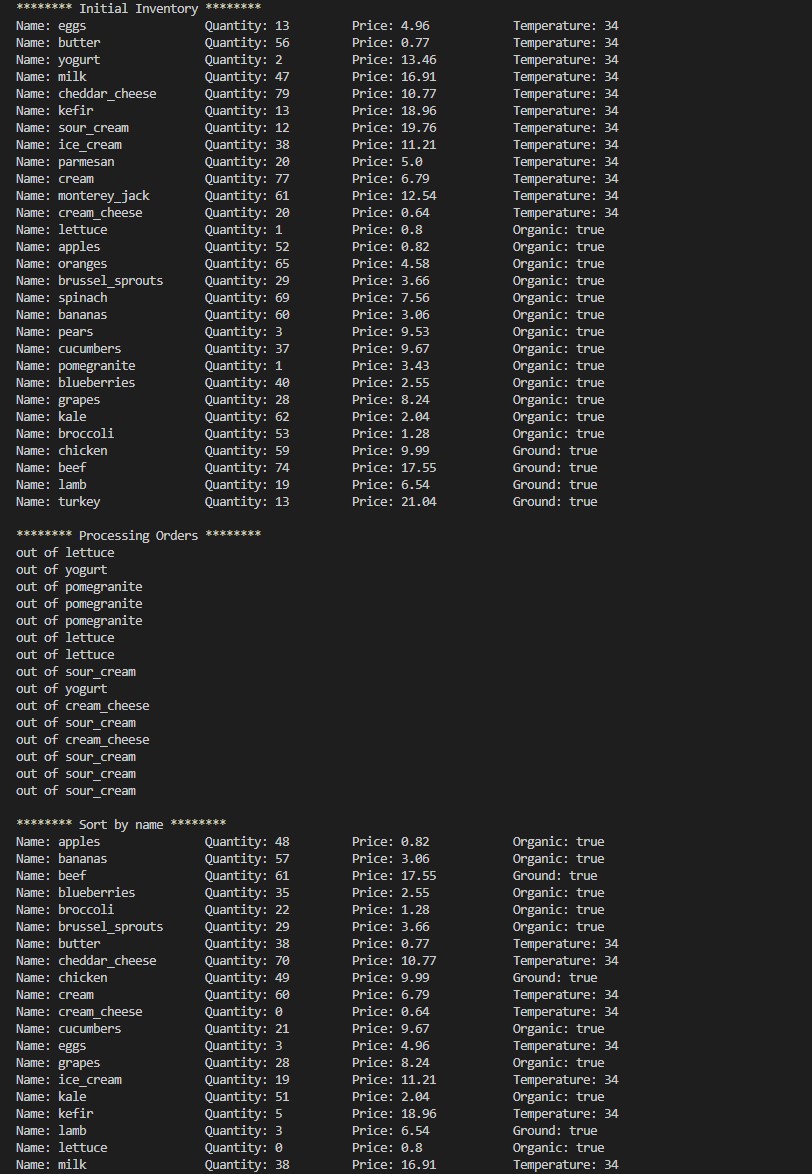 ******** Initial Inventory ********
Name: eggs Quantity: 13 Price: 4.96 Temperature: 34
Name: butter Quantity: 56 Price: 0.77 Temperature: 34
Name: yogurt Quantity: 2 Price: 13.46 Temperature: 34
Name: milk Quantity: 47 Price: 16.91 Temperature: 34
Name: cheddar_cheese Quantity: 79 Price: 10.77 Temperature: 34
Name: kefir Quantity: 13 Price: 18.96 Temperature: 34
Name: sour_cream Quantity: 12 Price: 19.76 Temperature: 34
Name: ice_cream Quantity: 38 Price: 11.21 Temperature: 34
Name: parmesan Quantity: 20 Price: 5.0 Temperature: 34
Name: cream Quantity: 77 Price: 6.79 Temperature: 34
Name: monterey_jack Quantity: 61 Price: 12.54 Temperature: 34
Name: cream_cheese Quantity: 20 Price: 0.64 Temperature: 34
Name: lettuce Quantity: 1 Price: 0.8 Organic: true
Name: apples Quantity: 52 Price: 0.82 Organic: true
Name: oranges Quantity: 65 Price: 4.58 Organic: true
Name: brussel_sprouts Quantity: 29 Price: 3.66 Organic: true
Name: spinach Quantity: 69 Price: 7.56 Organic: true
Name: bananas Quantity: 60 Price: 3.06 Organic: true
Name: pears Quantity: 3 Price: 9.53 Organic: true
Name: cucumbers Quantity: 37 Price: 9.67 Organic: true
Name: pomegranite Quantity: 1 Price: 3.43 Organic: true
Name: blueberries Quantity: 40 Price: 2.55 Organic: true
Name: grapes Quantity: 28 Price: 8.24 Organic: true
Name: kale Quantity: 62 Price: 2.04 Organic: true
Name: broccoli Quantity: 53 Price: 1.28 Organic: true
Name: chicken Quantity: 59 Price: 9.99 Ground: true
Name: beef Quantity: 74 Price: 17.55 Ground: true
Name: lamb Quantity: 19 Price: 6.54 Ground: true
Name: turkey Quantity: 13 Price: 21.04 Ground: true
******** Processing Orders ********
out of lettuce
out of yogurt
out of pomegranite
out of pomegranite
out of pomegranite
out of lettuce
out of lettuce
out of sour_cream
out of yogurt
out of cream_cheese
out of sour_cream
out of cream_cheese
out of sour_cream
out of sour_cream
out of sour_cream
******** Sort by name ********
Name: apples Quantity: 48 Price: 0.82 Organic: true
Name: bananas Quantity: 57 Price: 3.06 Organic: true
Name: beef Quantity: 61 Price: 17.55 Ground: true
Name: blueberries Quantity: 35 Price: 2.55 Organic: true
Name: broccoli Quantity: 22 Price: 1.28 Organic: true
Name: brussel_sprouts Quantity: 29 Price: 3.66 Organic: true
Name: butter Quantity: 38 Price: 0.77 Temperature: 34
Name: cheddar_cheese Quantity: 70 Price: 10.77 Temperature: 34
Name: chicken Quantity: 49 Price: 9.99 Ground: true
Name: cream Quantity: 60 Price: 6.79 Temperature: 34
Name: cream_cheese Quantity: 0 Price: 0.64 Temperature: 34
Name: cucumbers Quantity: 21 Price: 9.67 Organic: true
Name: eggs Quantity: 3 Price: 4.96 Temperature: 34
Name: grapes Quantity: 28 Price: 8.24 Organic: true
Name: ice_cream Quantity: 19 Price: 11.21 Temperature: 34
Name: kale Quantity: 51 Price: 2.04 Organic: true
Name: kefir Quantity: 5 Price: 18.96 Temperature: 34
Name: lamb Quantity: 3 Price: 6.54 Ground: true
Name: lettuce Quantity: 0 Price: 0.8 Organic: true
Name: milk Quantity: 38 Price: 16.91 Temperature: 34